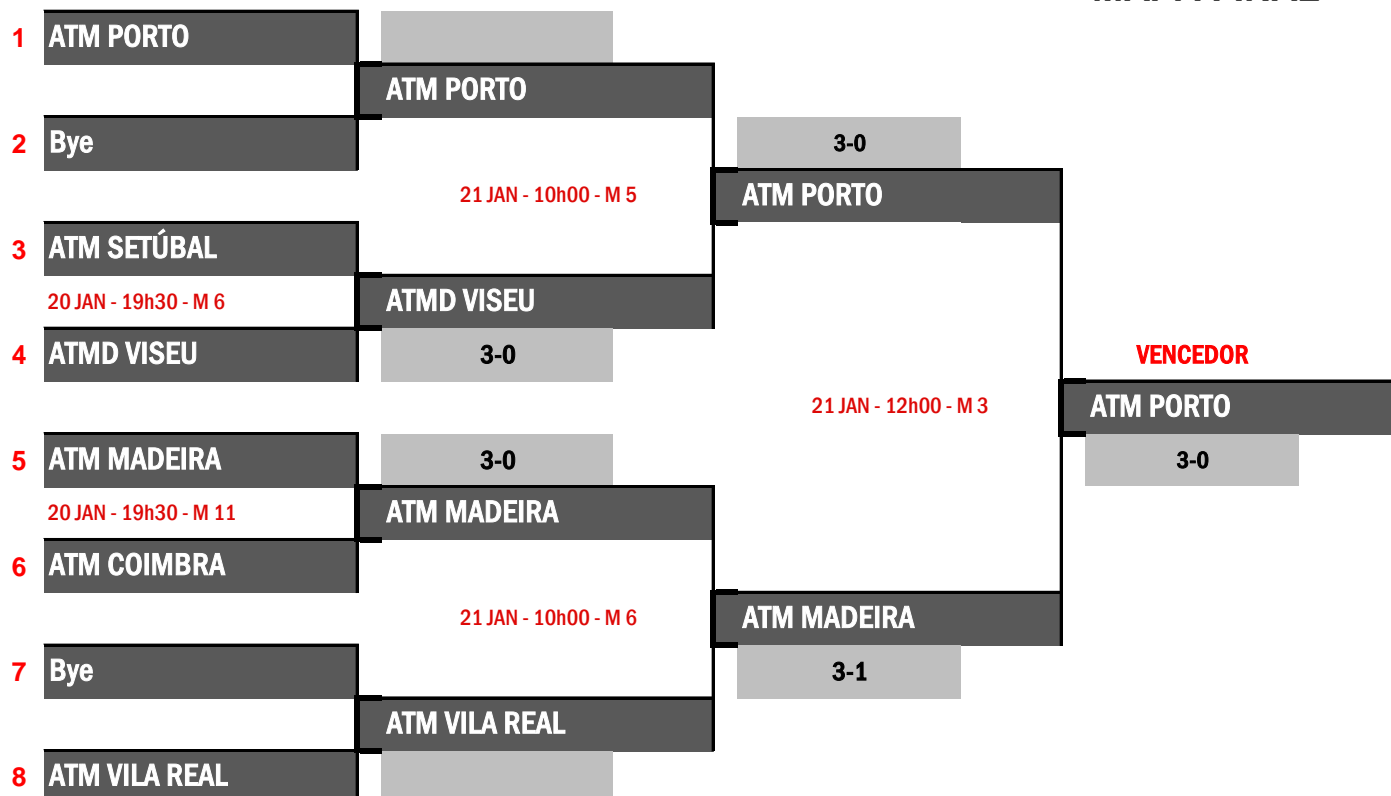 1 ATM PORTO
ATM PORTO
2 Bye
3-0
21 JAN - 10h00 - M 5
ATM PORTO
3 ATM SETÚBAL
20 JAN - 19h30 - M 6
ATMD VISEU
4 ATMD VISEU
3-0
VENCEDOR
21 JAN - 12h00 - M 3
ATM PORTO
5 ATM MADEIRA
3-0
3-0
20 JAN - 19h30 - M 11
ATM MADEIRA
6 ATM COIMBRA
21 JAN - 10h00 - M 6
ATM MADEIRA
7 Bye
3-1
ATM VILA REAL
8 ATM VILA REAL